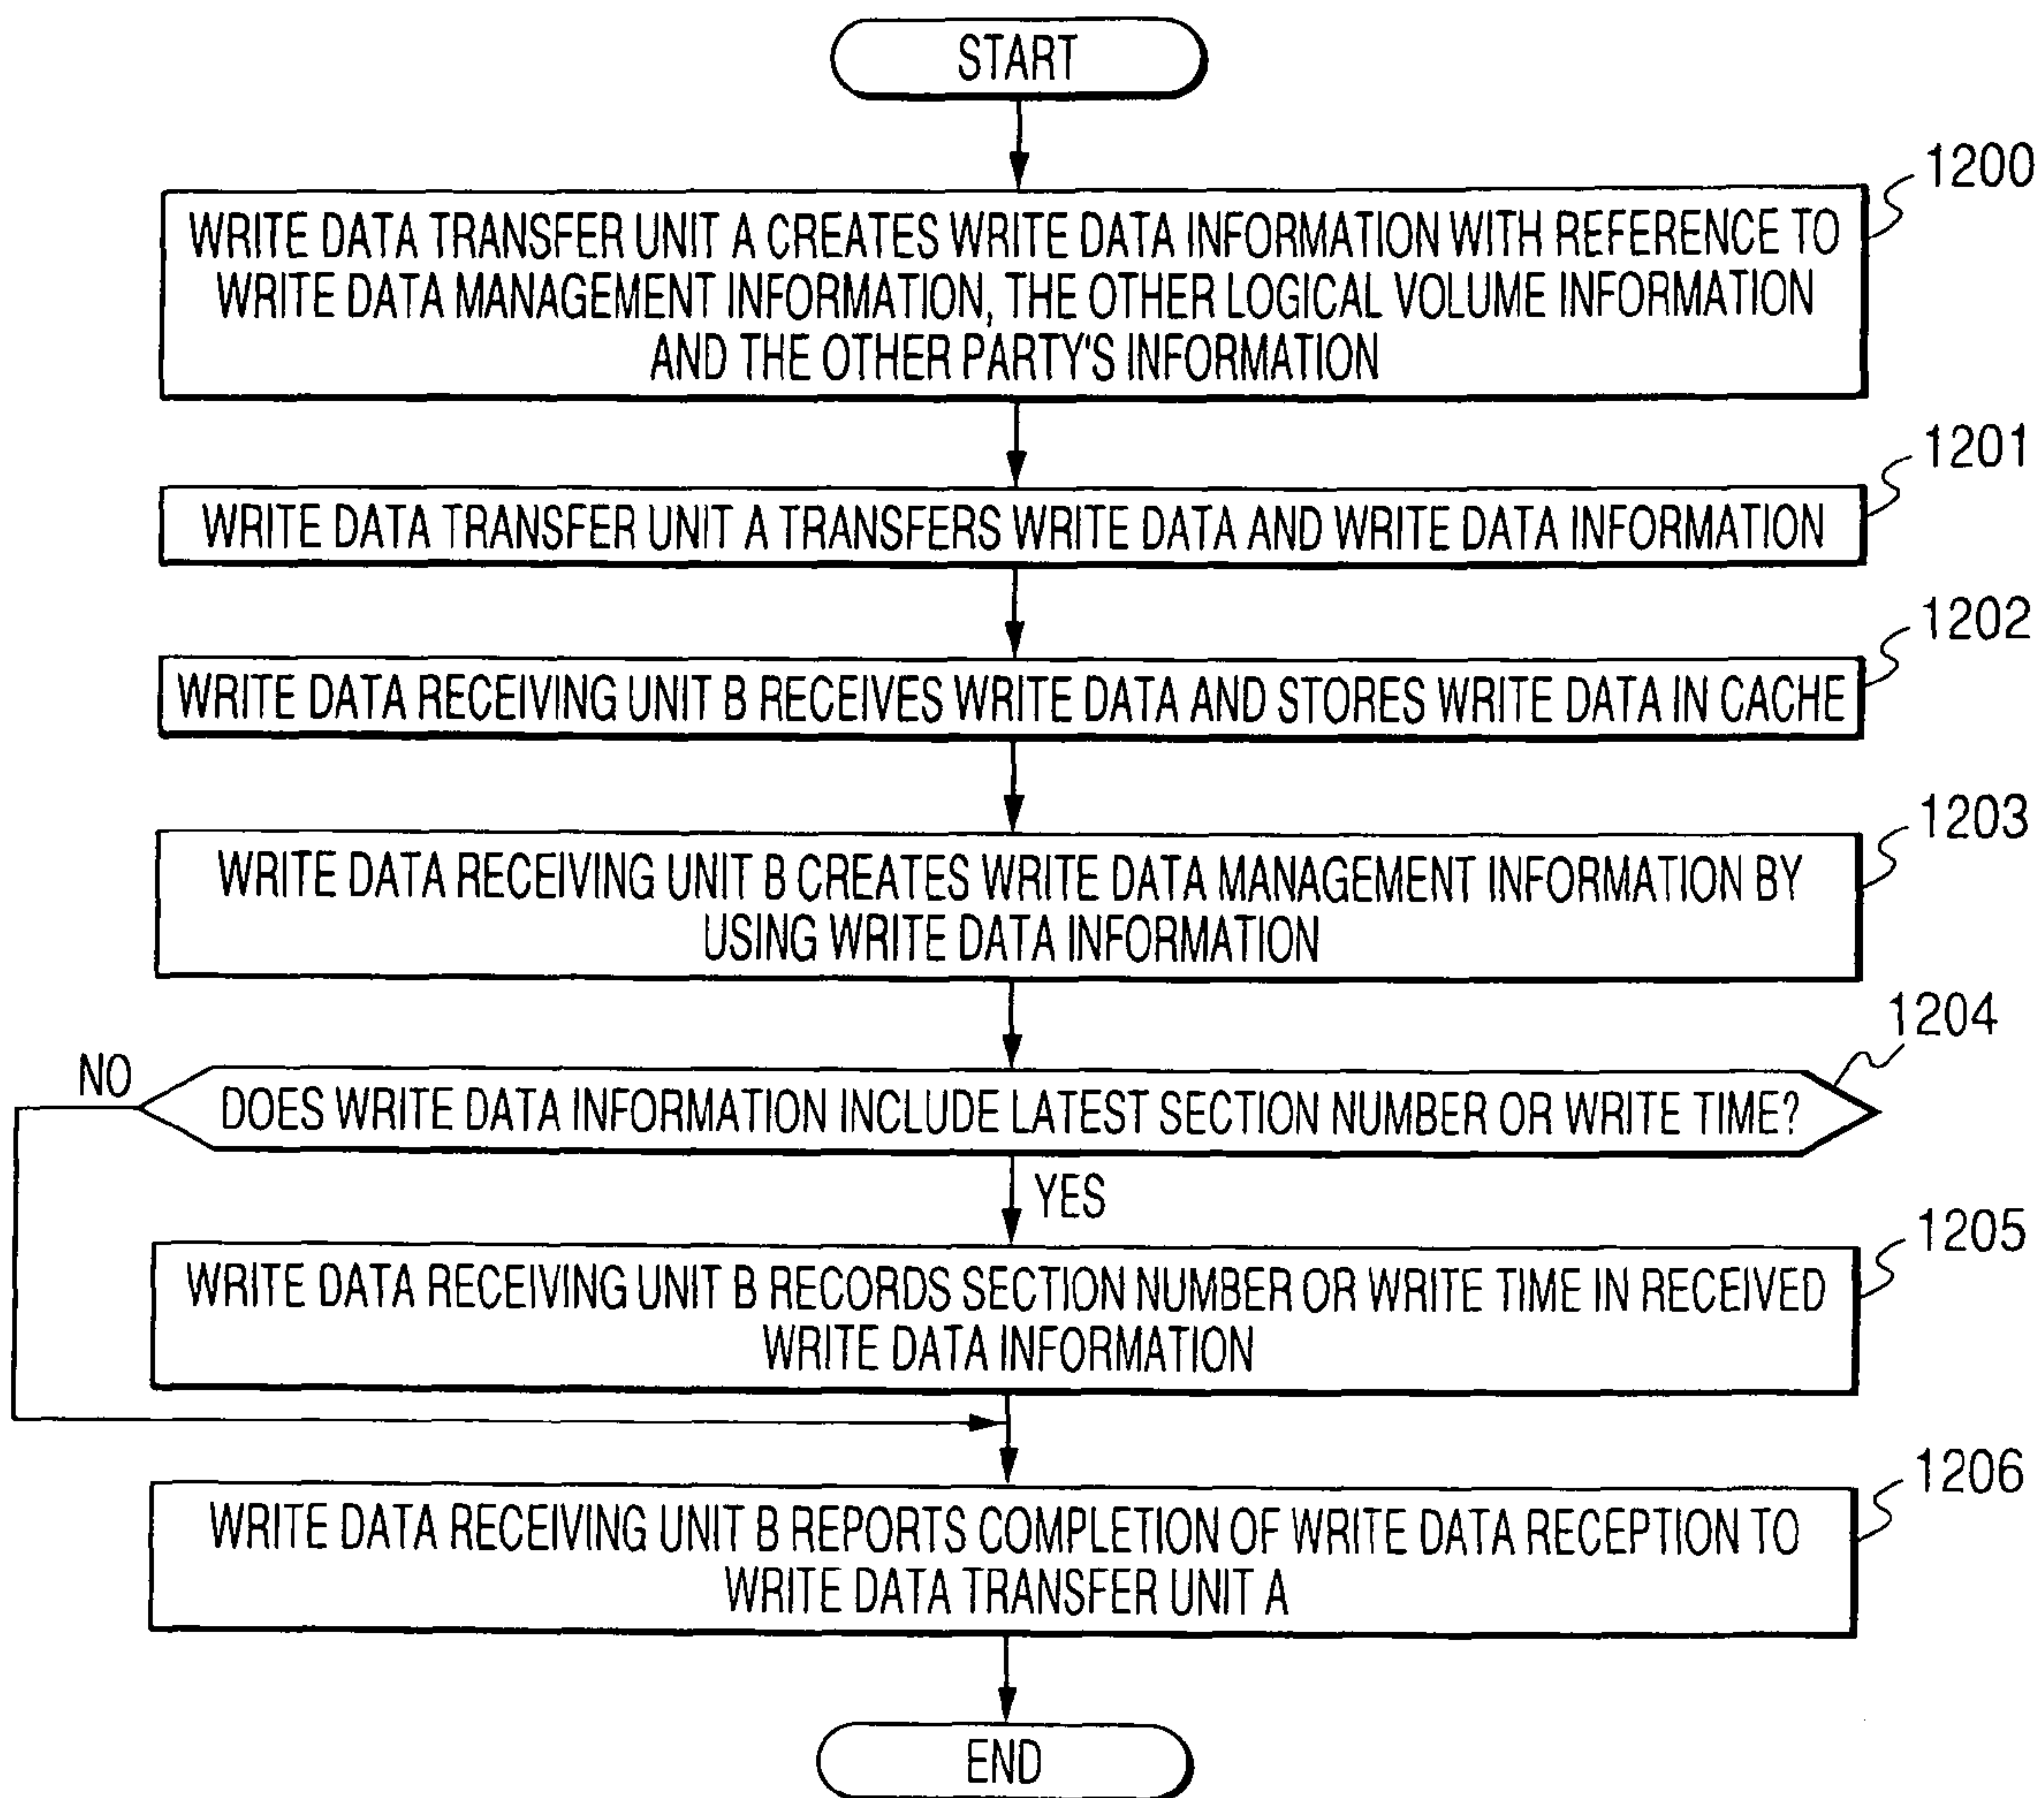 START
1200
WRITE DATA TRANSFER UNIT A CREATES WRITE DATA INFORMATION WITH REFERENCE TO
WRITE DATA MANAGEMENT INFORMATION, THE OTHER LOGICAL VOLUME INFORMATION
AND THE OTHER PARTY'S INFORMATION
1201
WRITE DATA TRANSFER UNIT A TRANSFERS WRITE DATA AND WRITE DATA INFORMATION
1202
WRITE DATA RECEIVING UNIT B RECEIVES WRITE DATA AND STORES WRITE DATA IN CACHE
1203
WRITE DATA RECEIVING UNIT B CREATES WRITE DATA MANAGEMENT INFORMATION BY
USING WRITE DATA INFORMATION
1204
NO
DOES WRITE DATA INFORMATION INCLUDE LATEST SECTION NUMBER OR WRITE TIME?
YES
1205
WRITE DATA RECEIVING UNIT B RECORDS SECTION NUMBER OR WRITE TIME IN RECEIVED
WRITE DATA INFORMATION
1206
WRITE DATA RECEIVING UNIT B REPORTS COMPLETION OF WRITE DATA RECEPTION TO
WRITE DATA TRANSFER UNIT A
END